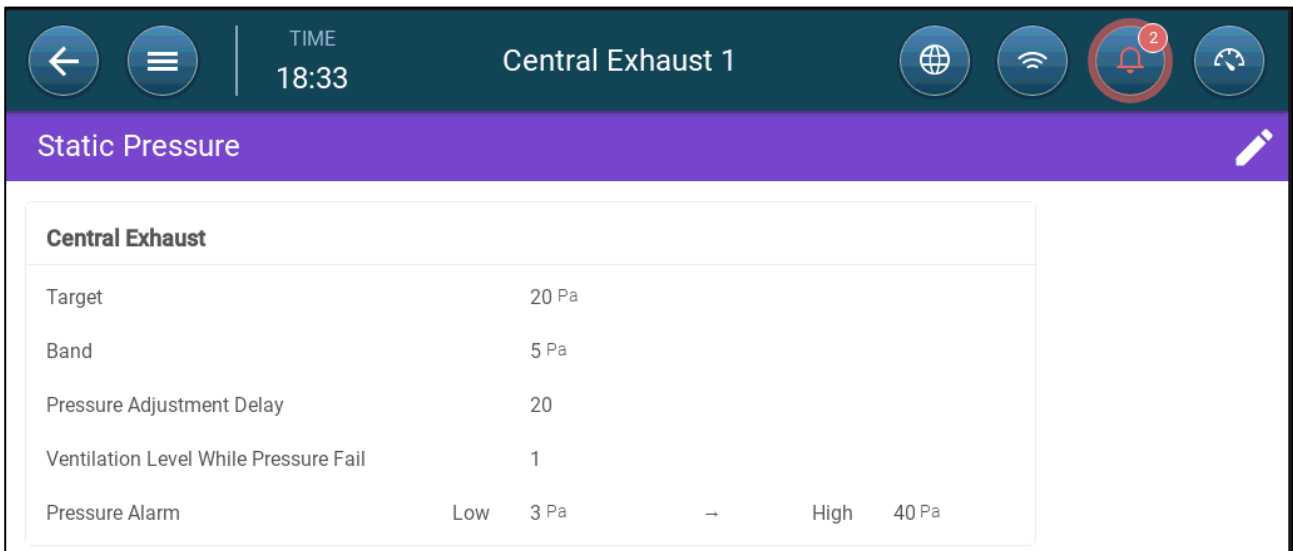 TIME
18:33
Central Exhaust 1
2
Static Pressure
Central Exhaust
Target 20 Pa
Band 5 Pa
Pressure Adjustment Delay 20
Ventilation Level While Pressure Fail 1
Pressure Alarm Low 3 Pa → High 40 Pa